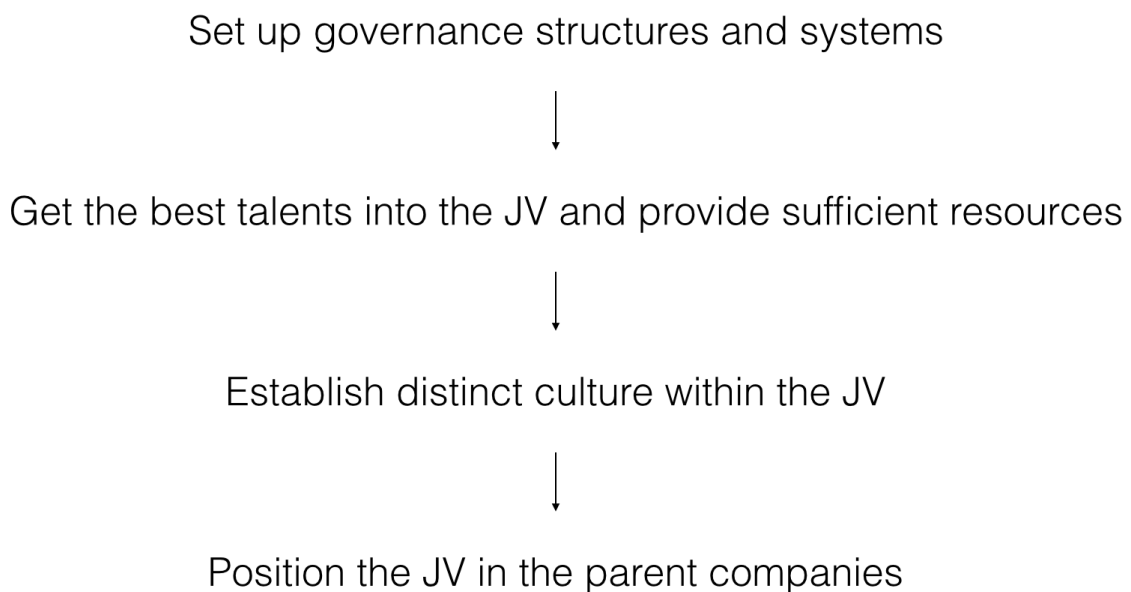 Set up governance structures and systems
Get the best talents into the JV and provide sufficient resources
Establish distinct culture within the JV
Position the JV in the parent companies